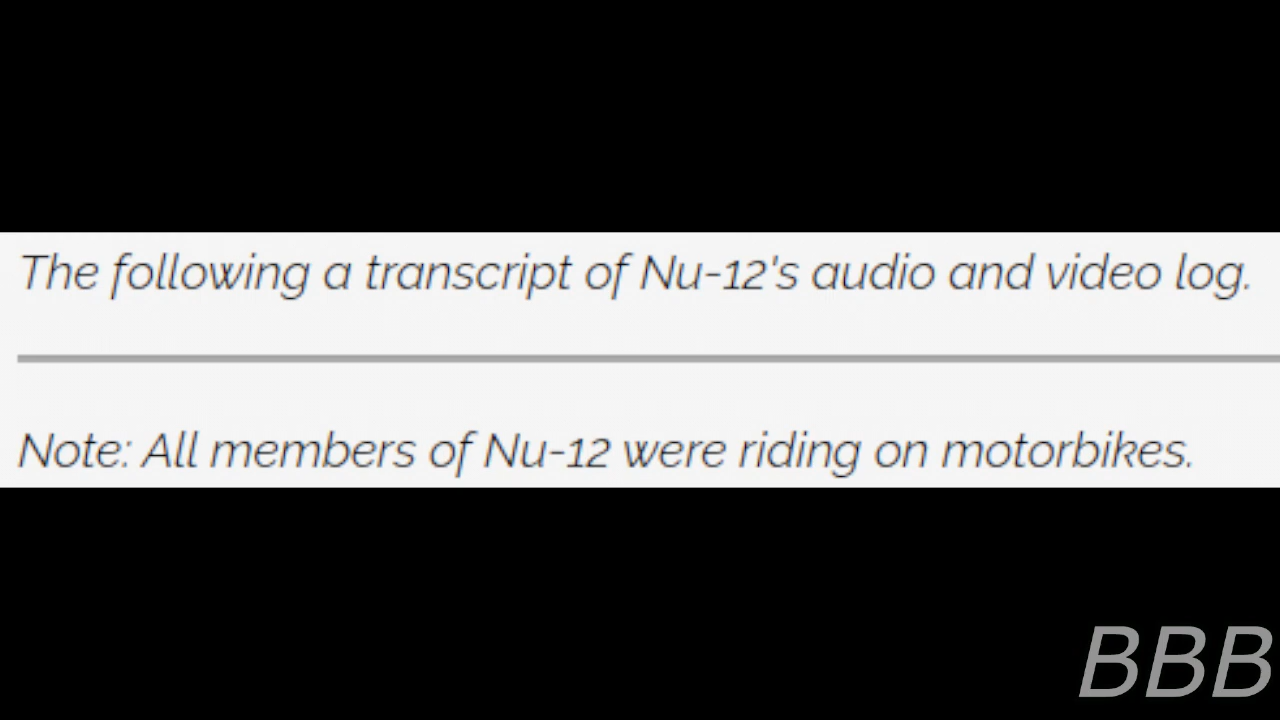 The following a transcript of Nu-12's audio and video log.
Note: All members of Nu-12 were riding on motorbikes.
BBB